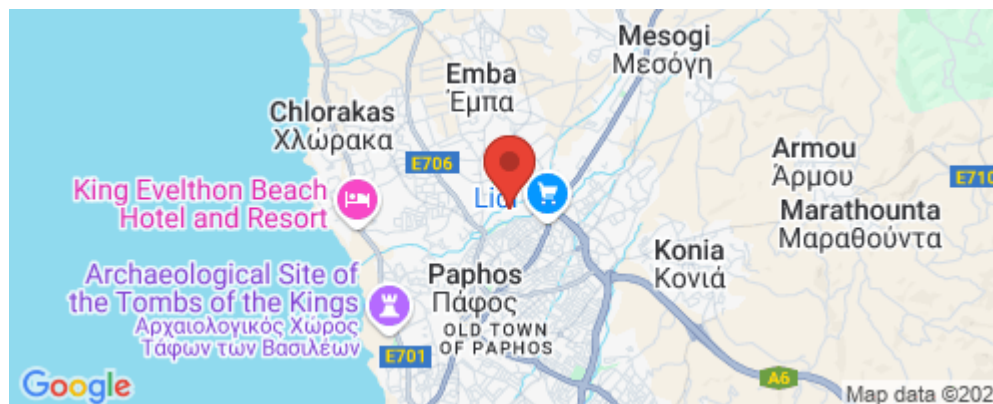 Mesogi
Μεσόγη
Emba
Έμπα
Chlorakas
Χλώρακα
E706
Armou
Άρμου
E710
King Evelthon Beach
Hotel and Resort
Marathounta
Μαραθούντα
Konia
Κονιά
Archaeological Site of
the Tombs of the Kings
Αρχαιολογικός Χώρος
Τάφων τών Βασιλέων
Paphos
Πάφος
OLD TOWN
OF PAPHOS
E701
A6
Google
Map data ©202